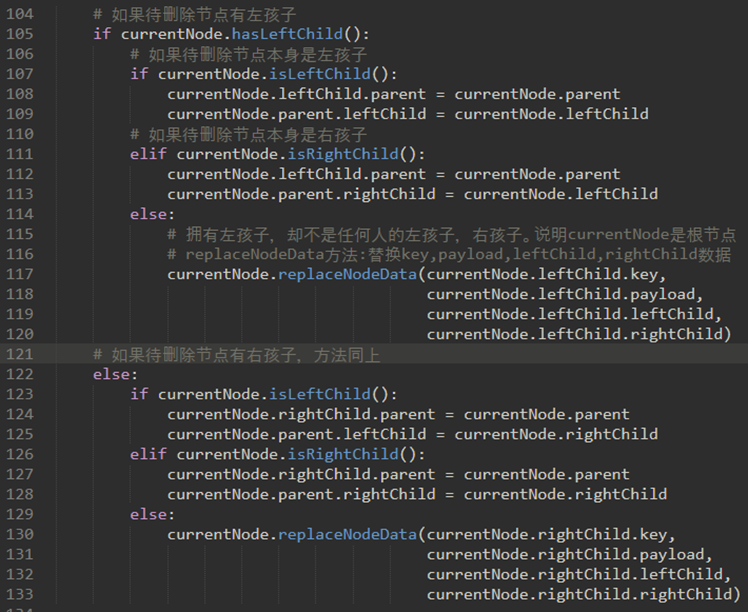 104 # 如果待删除节点有左孩子
105 if currentNode.hasLeftChild():
106 # 如果待删除节点本身是左孩子
107 if currentNode.isLeftChild():
108 currentNode.leftChild.parent = currentNode.parent
109 currentNode.parent.leftChild = currentNode.leftChild
110 # 如果待删除节点本身是右孩子
111 elif currentNode.isRightChild():
112 currentNode.leftChild.parent = currentNode.parent
113 currentNode.parent.rightChild = currentNode.leftChild
114 else:
115 # 拥有左孩子，却不是任何人的左孩子，右孩子。说明currentNode是根节点
116 # replaceNodeData方法:替换key,payload,leftChild,rightChild数据
117 currentNode.replaceNodeData(currentNode.leftChild.key,
118 currentNode.leftChild.payload,
119 currentNode.leftChild.leftChild,
120 currentNode.leftChild.rightChild)
121 # 如果待删除节点有右孩子，方法同上
122 else:
123 if currentNode.isLeftChild():
124 currentNode.rightChild.parent = currentNode.parent
125 currentNode.parent.leftChild = currentNode.rightChild
126 elif currentNode.isRightChild():
127 currentNode.rightChild.parent = currentNode.parent
128 currentNode.parent.rightChild = currentNode.rightChild
129 else:
130 currentNode.replaceNodeData(currentNode.rightChild.key,
131 currentNode.rightChild.payload,
132 currentNode.rightChild.leftChild,
133 currentNode.rightChild.rightChild)